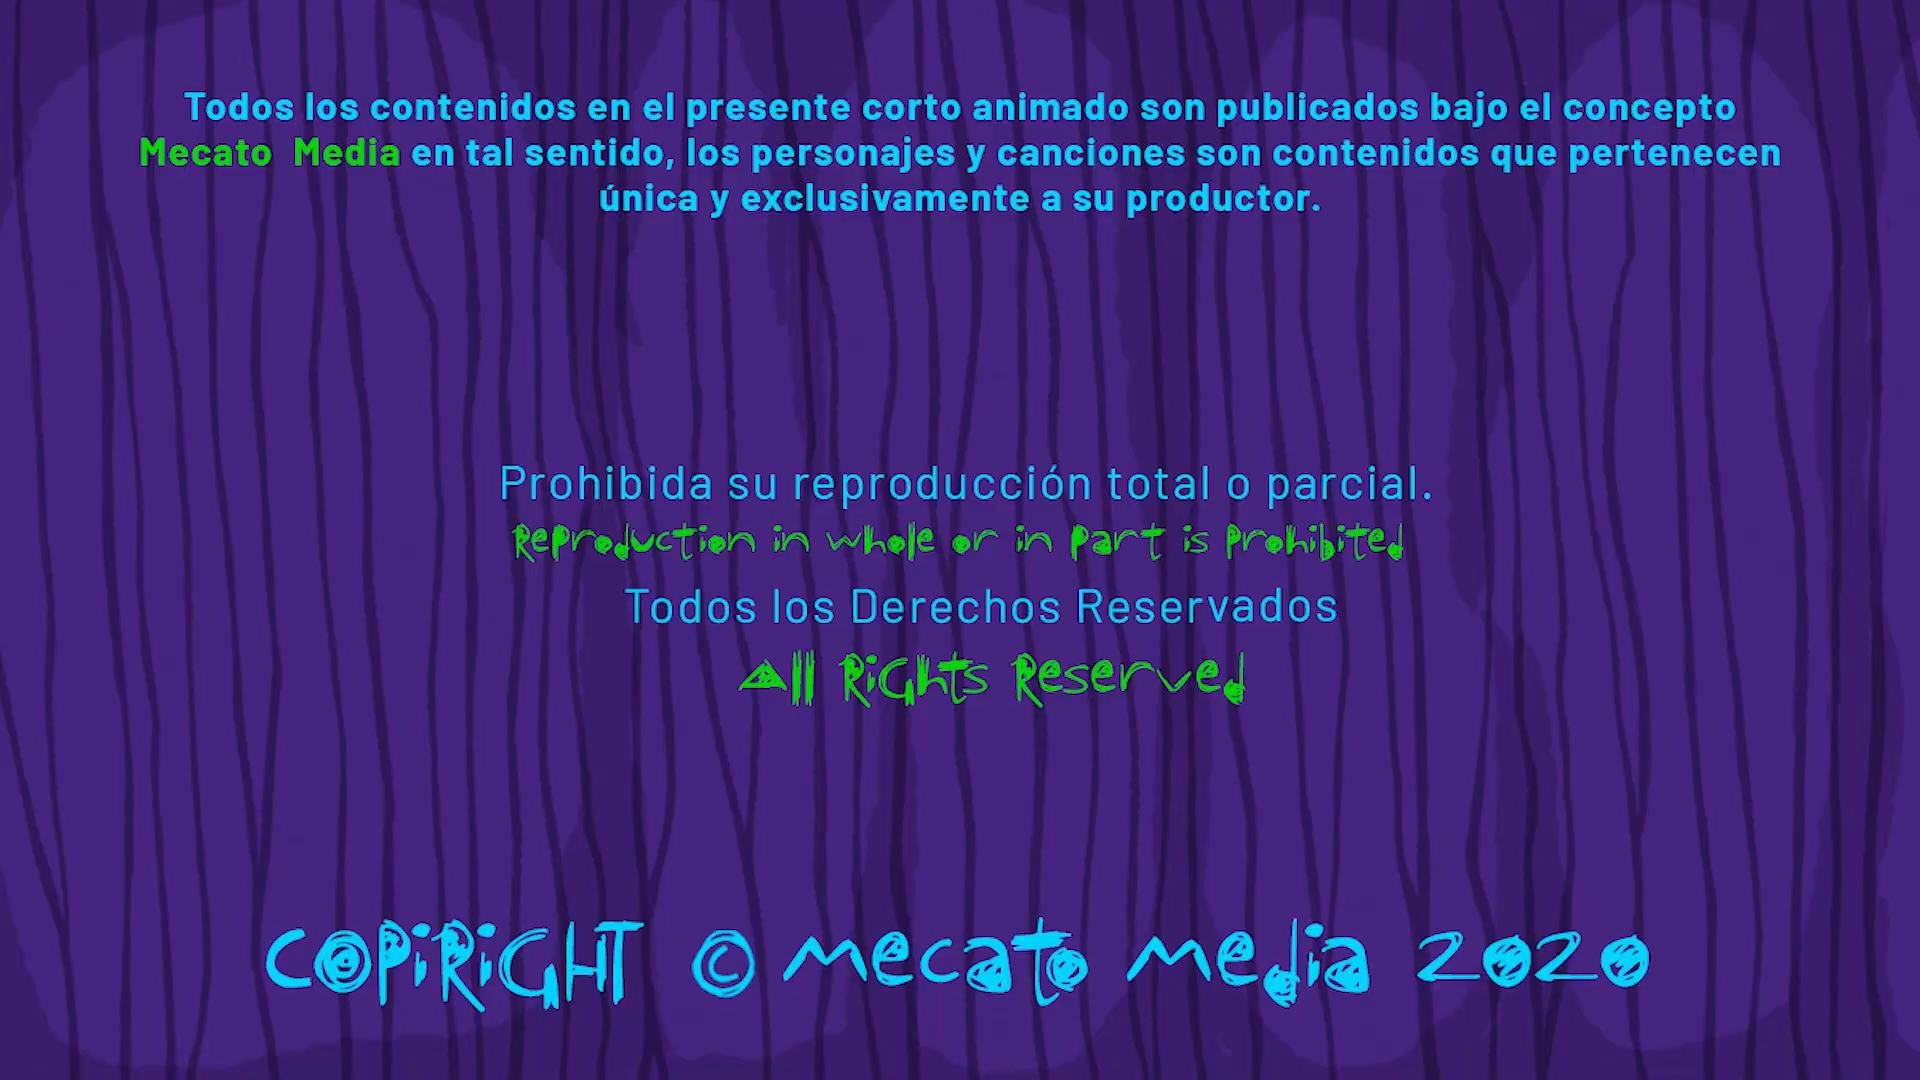 Todos los contenidos en el presente corto animado son publicados bajo el concepto
Mecato Media en tal sentido, los personajes y canciones son contenidos que pertenecen
única y exclusivamente a su productor.
Prohibida su reproducción total o parcial.
Reproduction in whole or in part is prohibited
Todos los Derechos Reservados
All Rights Reserved
COPiRiGHT © mecato media 2020